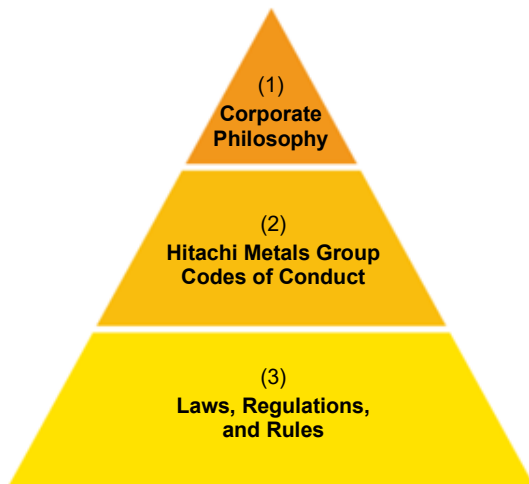 (1)
Corporate
Philosophy
(2)
Hitachi Metals Group
Codes of Conduct
(3)
Laws, Regulations,
and Rules